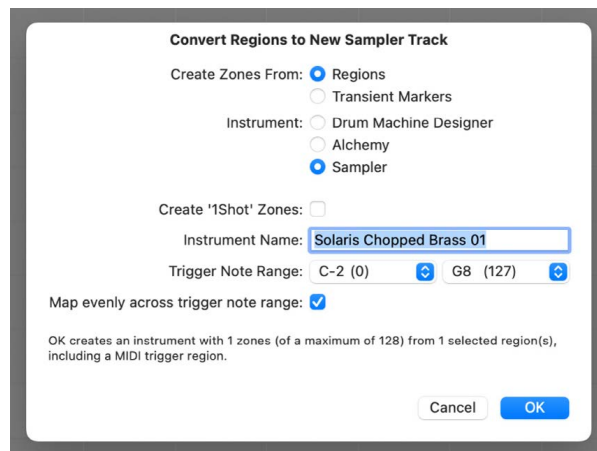 Convert Regions to New Sampler Track
Create Zones From: Regions
Transient Markers
Instrument: Drum Machine Designer
Alchemy
Sampler
Create '1Shot' Zones:
Instrument Name: Solaris Chopped Brass 01
Trigger Note Range: C-2 (0) G8 (127)
Map evenly across trigger note range:
OK creates an instrument with 1 zones (of a maximum of 128) from 1 selected region(s),
including a MIDI trigger region.
Cancel OK